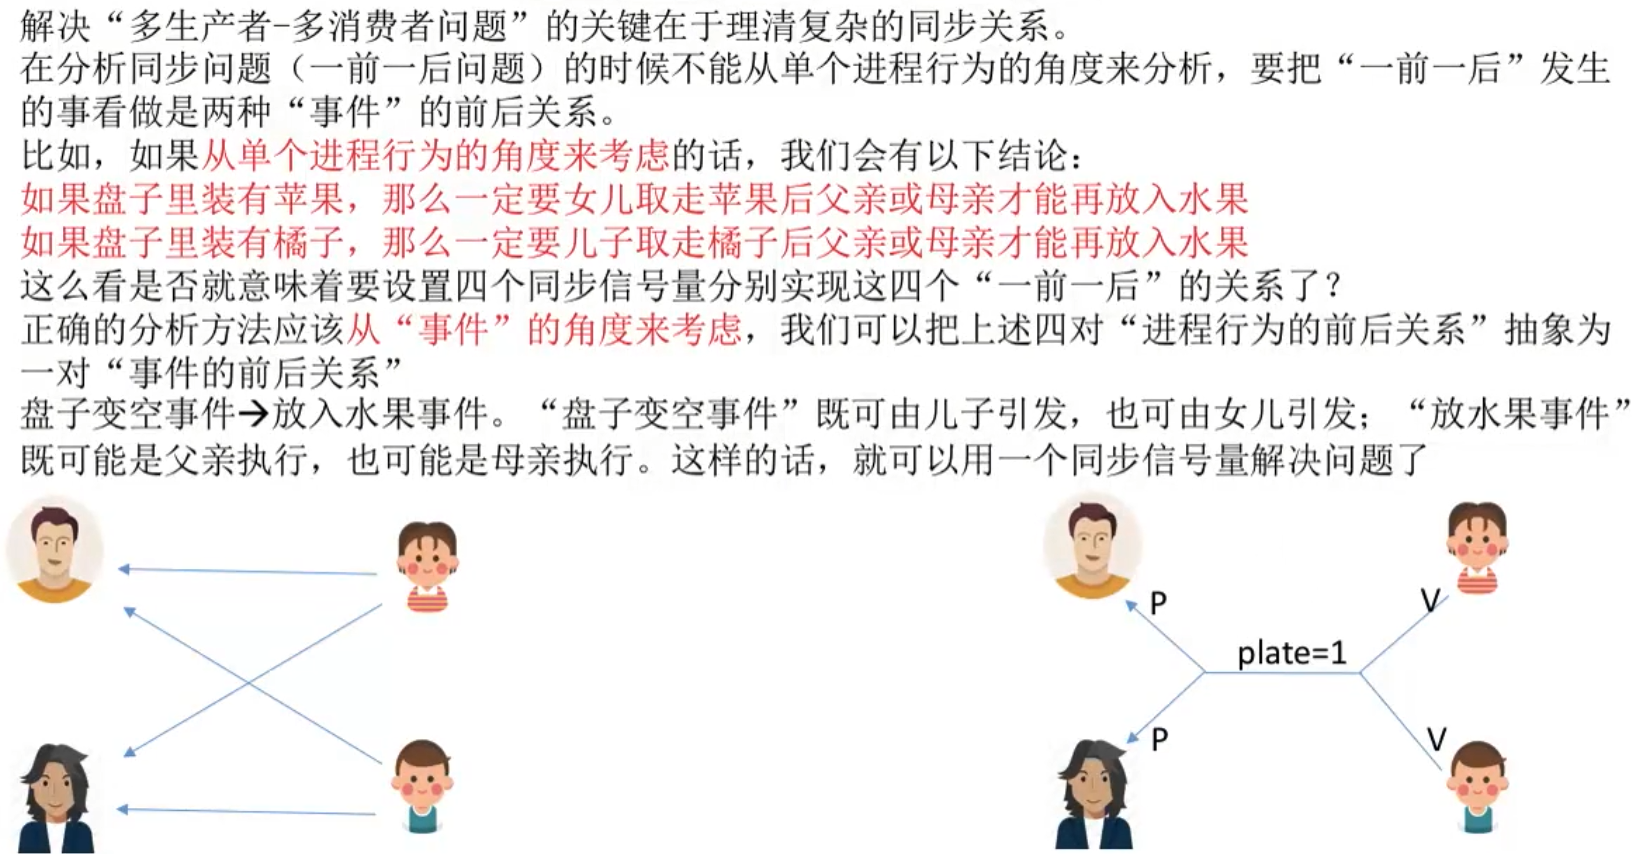 解决“多生产者-多消费者问题”的关键在于理清复杂的同步关系。
在分析同步问题（一前一后问题）的时候不能从单个进程行为的角度来分析，要把“一前一后”发生
的事看做是两种“事件”的前后关系。
比如，如果从单个进程行为的角度来考虑的话，我们会有以下结论：
如果盘子里装有苹果，那么一定要女儿取走苹果后父亲或母亲才能再放入水果
如果盘子里装有橘子，那么一定要儿子取走橘子后父亲或母亲才能再放入水果
这么看是否就意味着要设置四个同步信号量分别实现这四个“一前一后”的关系了？
正确的分析方法应该从“事件”的角度来考虑，我们可以把上述四对“进程行为的前后关系”抽象为
一对“事件的前后关系”
盘子变空事件→放入水果事件。“盘子变空事件”既可由儿子引发，也可由女儿引发；“放水果事件”
既可能是父亲执行，也可能是母亲执行。这样的话，就可以用一个同步信号量解决问题了
P
V
plate=1
P
V